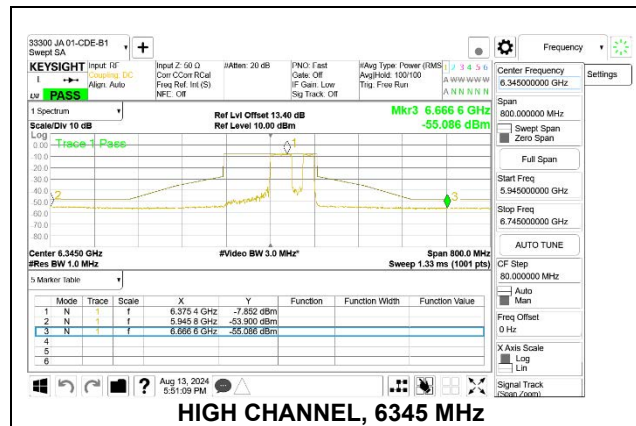 33300 JA 01-CDE-B1
Swept SA
+
Frequency
KEYSIGHT
Input: RF
Coupling: DC
Align: Auto
Input Z: 50 Ω
Corr CCorr RCal
Freq Ref: Int (S)
NFE: Off
#Atten: 20 dB
PNO: Fast
Gate: Off
IF Gain: Low
Sig Track: Off
#Avg Type: Power (RMS
Avg|Hold: 100/100
Trig: Free Run
1 2 3 4 5 6
A W W W W W
A N N N N N
L
LXI
PASS
1 Spectrum
Scale/Div 10 dB
Ref Lvl Offset 13.40 dB
Ref Level 10.00 dBm
Mkr3 6.666 6 GHz
-55.086 dBm
Log
Trace 1 Pass
0.00
-10.0
-20.0
-30.0
-40.0
-50.0
-60.0
-70.0
-80.0
1
2
3
Center 6.3450 GHz
#Res BW 1.0 MHz
#Video BW 3.0 MHz*
Span 800.0 MHz
Sweep 1.33 ms (1001 pts)
5 Marker Table
Mode Trace Scale X Y Function Function Width Function Value
1 N 1 f 6.375 4 GHz -7.852 dBm
2 N 1 f 5.945 8 GHz -53.900 dBm
3 N 1 f 6.666 6 GHz -55.086 dBm
4
5
6
Aug 13, 2024
5:51:09 PM
?
Center Frequency
6.345000000 GHz
Settings
Span
800.000000 MHz
Swept Span
Zero Span
Full Span
Start Freq
5.945000000 GHz
Stop Freq
6.745000000 GHz
AUTO TUNE
CF Step
80.000000 MHz
Auto
Man
Freq Offset
0 Hz
X Axis Scale
Log
Lin
Signal Track
(Span Zoom)
HIGH CHANNEL, 6345 MHz